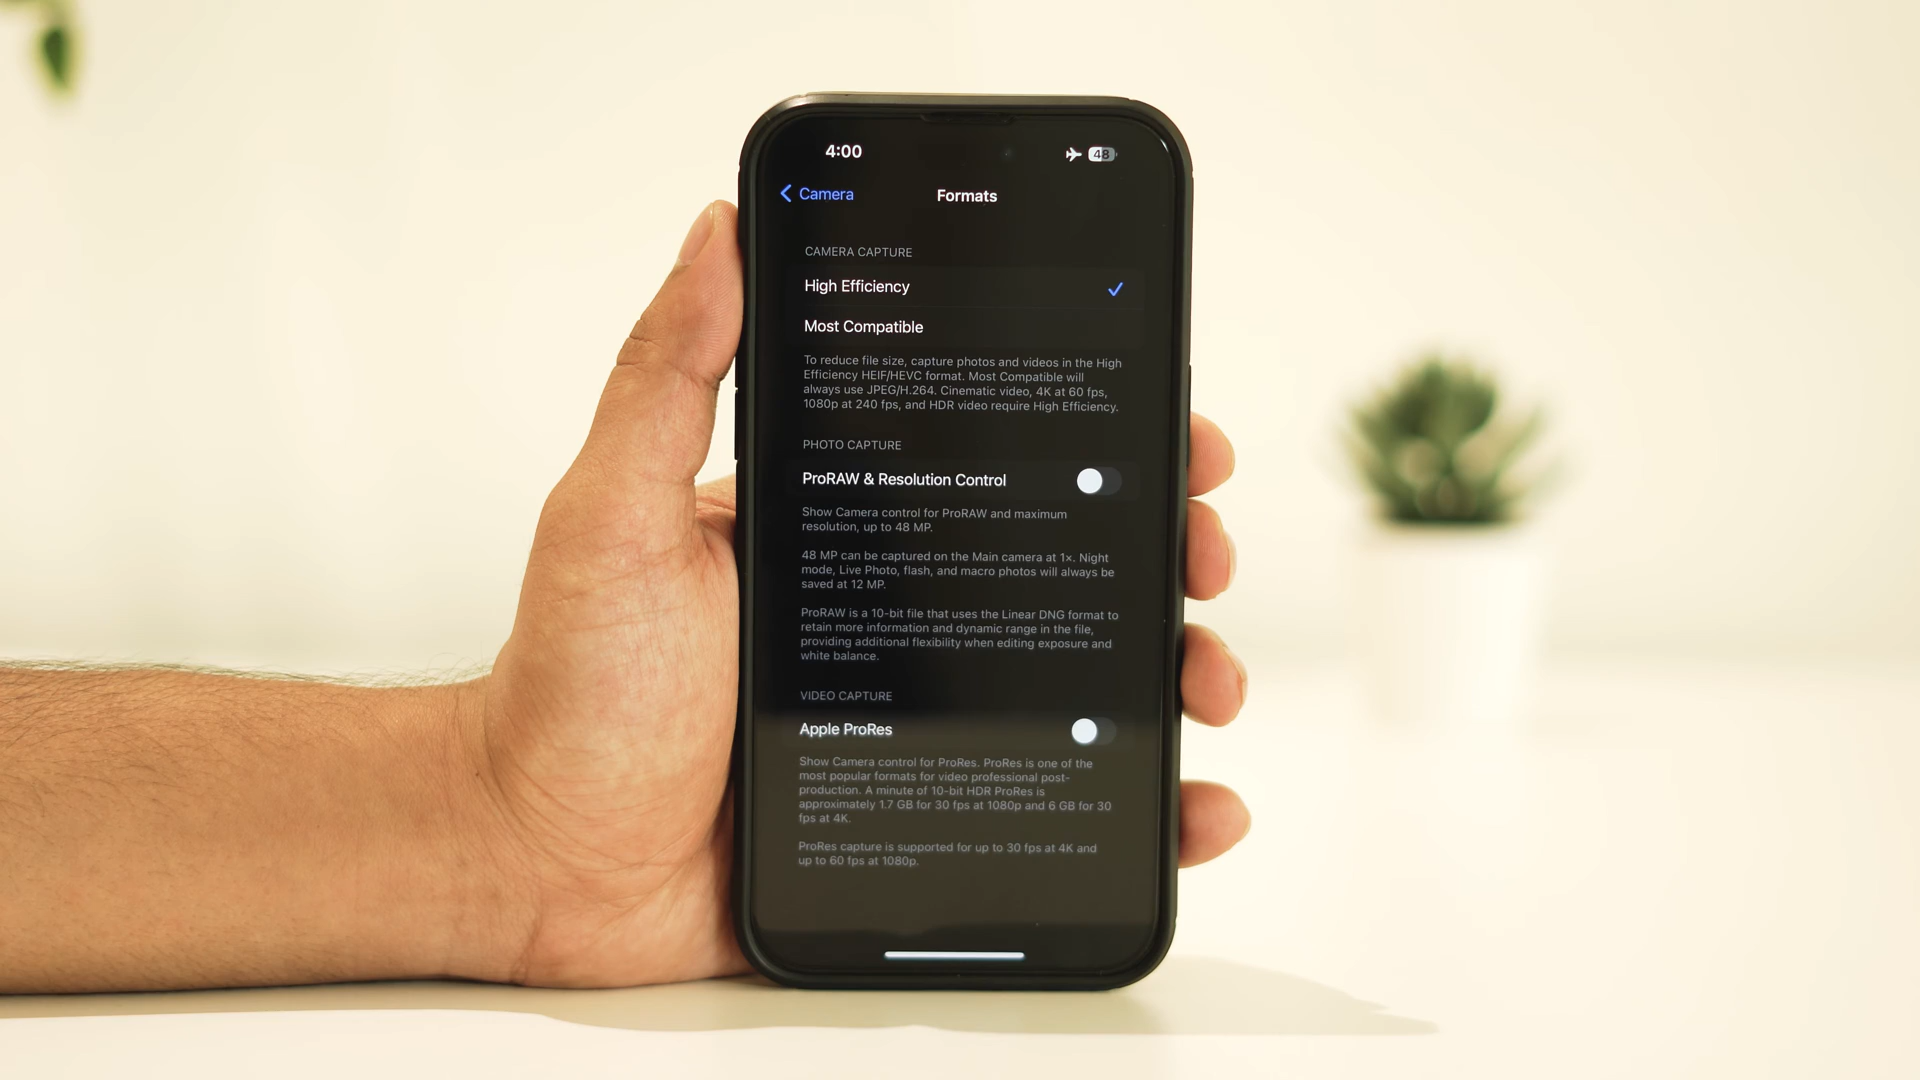 4:00
48
Camera
Formats
CAMERA CAPTURE
High Efficiency
Most Compatible
To reduce file size, capture photos and videos in the High
Efficiency HEIF/HEVC format. Most Compatible will
always use JPEG/H.264. Cinematic video, 4K at 60 fps,
1080p at 240 fps, and HDR video require High Efficiency.
PHOTO CAPTURE
ProRAW & Resolution Control
Show Camera control for ProRAW and maximum
resolution, up to 48 MP.
48 MP can be captured on the Main camera at 1×. Night
mode, Live Photo, flash, and macro photos will always be
saved at 12 MP.
ProRAW is a 10-bit file that uses the Linear DNG format to
retain more information and dynamic range in the file,
providing additional flexibility when editing exposure and
white balance.
VIDEO CAPTURE
Apple ProRes
Show Camera control for ProRes. ProRes is one of the
most popular formats for video professional post-
production. A minute of 10-bit HDR ProRes is
approximately 1.7 GB for 30 fps at 1080p and 6 GB for 30
fps at 4K.
ProRes capture is supported for up to 30 fps at 4K and
up to 60 fps at 1080p.